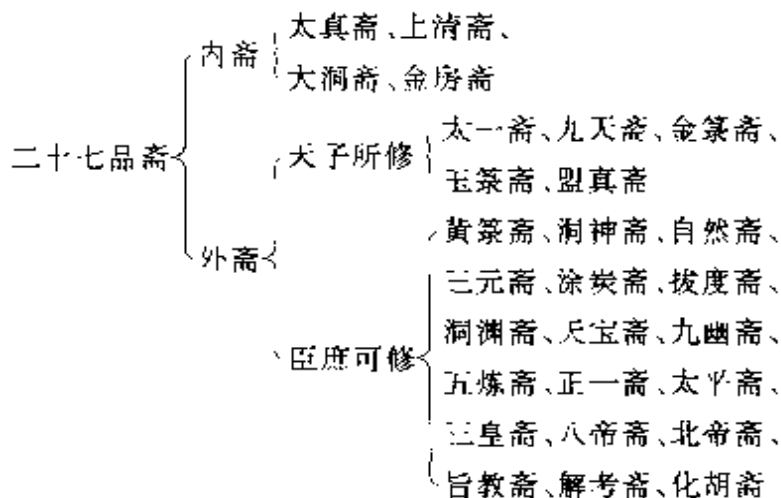 太真斋、上清斋、
内斋
大洞斋、金房斋
太一斋、九天斋、金箓斋、
二十七品斋
天子所修
玉箓斋、盟真斋
黄箓斋、洞神斋、自然斋、
外斋
三元斋、涂炭斋、拔度斋、
洞渊斋、天宝斋、九幽斋、
臣庶可修
五炼斋、正一斋、太平斋、
三皇斋、八帝斋、北帝斋、
旨教斋、解考斋、化胡斋